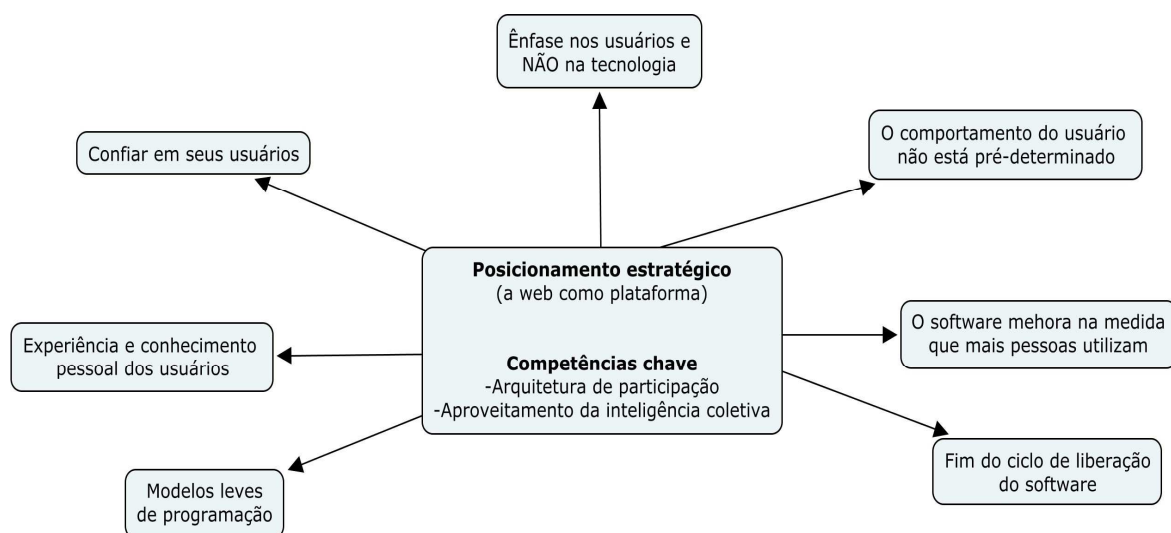 Ênfase nos usuários e
NÃO na tecnologia
Confiar em seus usuários
O comportamento do usuário
não está pré-determinado
Posicionamento estratégico
(a web como plataforma)
Competências chave
-Arquitetura de participação
-Aproveitamento da inteligência coletiva
Experiência e conhecimento
pessoal dos usuários
O software mehora na medida
que mais pessoas utilizam
Modelos leves
de programação
Fim do ciclo de liberação
do software